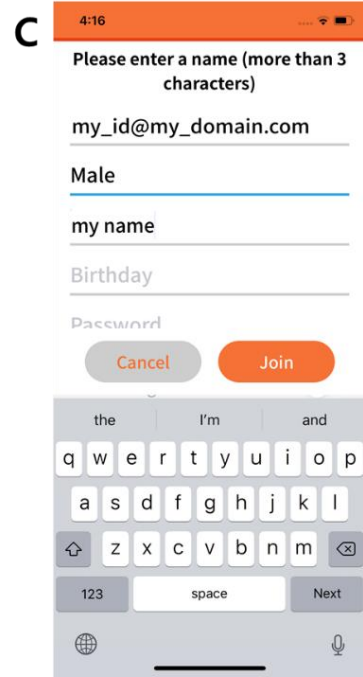 C
4:16
Please enter a name (more than 3
characters)
my_id@my_domain.com
Male
my name
Birthday
Password
Cancel Join
the I'm and
q w e r t y u i o p
a s d f g h j k l
z x c v b n m
123 space Next